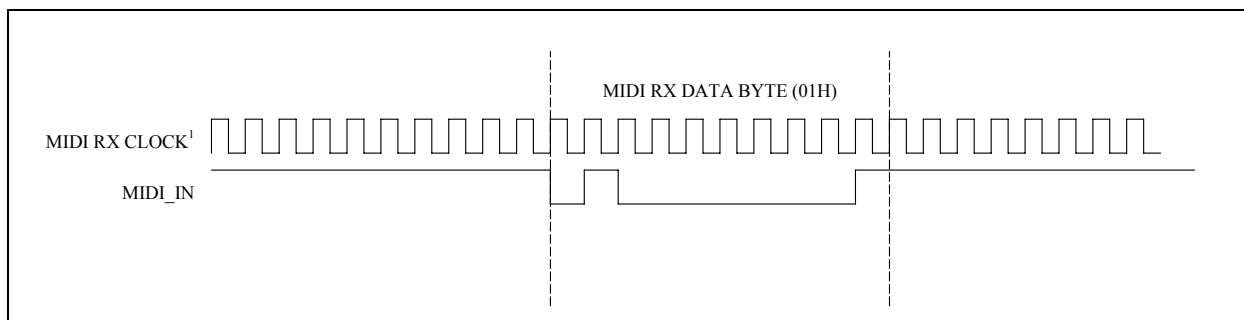 MIDI RX DATA BYTE (01H)
MIDI RX CLOCK1
MIDI_IN